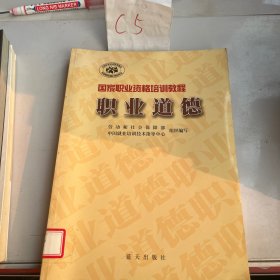 C5
国家职业资格培训教程
职业道德
劳动和社会保障部
中国就业培训技术指导中心 组织编写
蓝天出版社